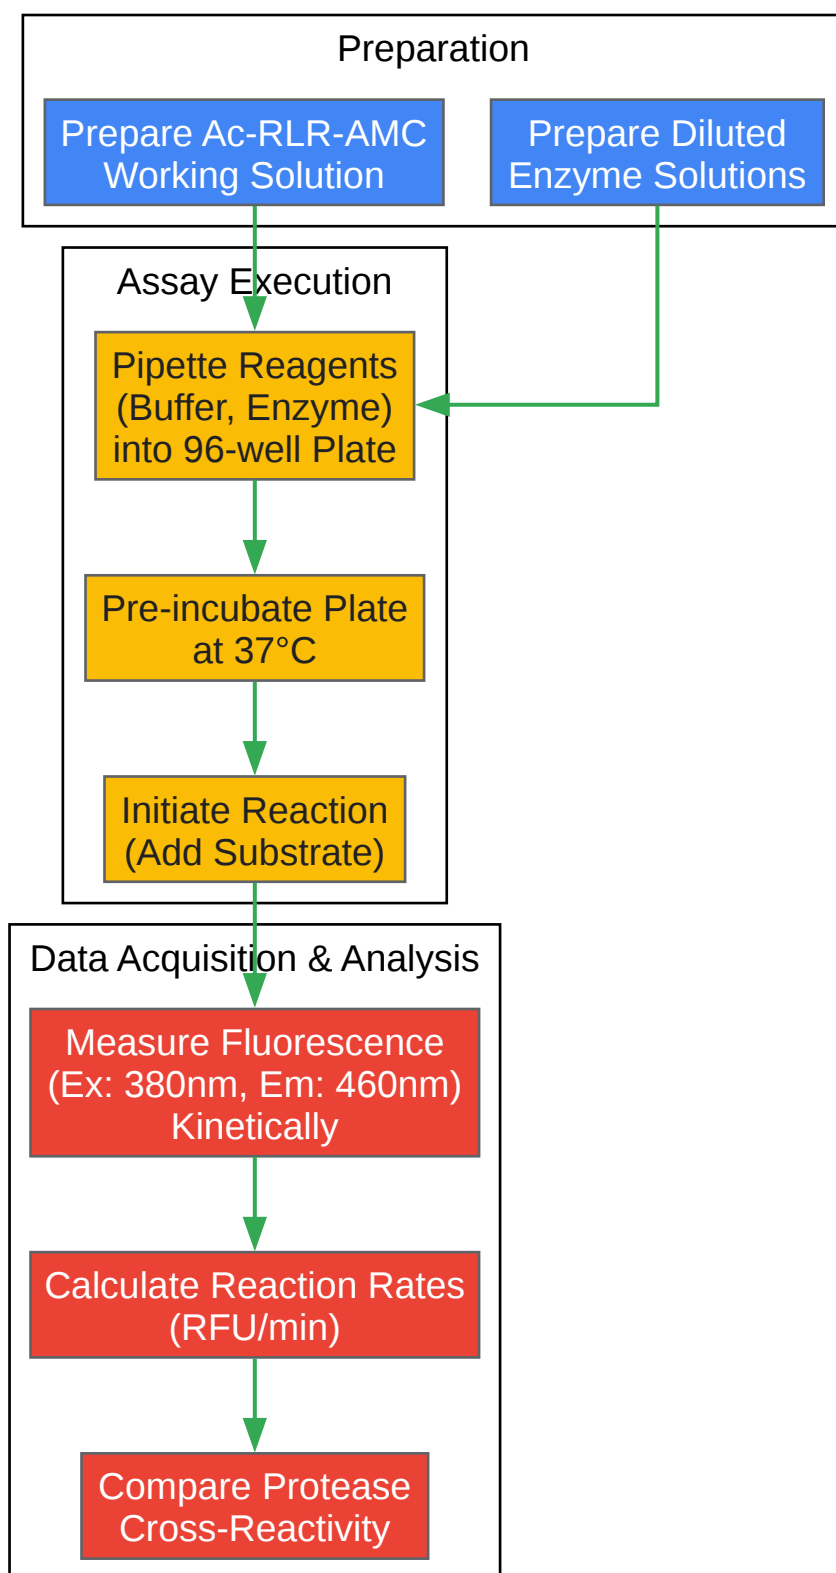 Preparation
Prepare Ac-RLR-AMC
Working Solution
Prepare Diluted
Enzyme Solutions
Assay Execution
Pipette Reagents
(Buffer, Enzyme)
into 96-well Plate
Pre-incubate Plate
at 37°C
Initiate Reaction
(Add Substrate)
Data Acquisition & Analysis
Measure Fluorescence
(Ex: 380nm, Em: 460nm)
Kinetically
Calculate Reaction Rates
(RFU/min)
Compare Protease
Cross-Reactivity